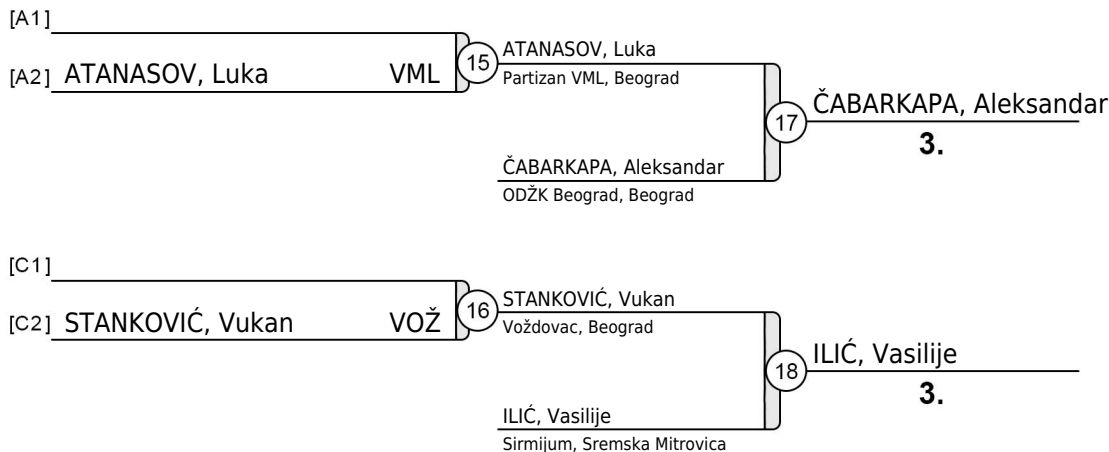 [A1]
[A2] ATANASOV, Luka VML
15
ATANASOV, Luka
Partizan VML, Beograd
17
ČABARKAPA, Aleksandar
3.
ČABARKAPA, Aleksandar
ODŽK Beograd, Beograd
[C1]
[C2] STANKOVIĆ, Vukan VOŽ
16
STANKOVIĆ, Vukan
Voždovac, Beograd
18
ILIĆ, Vasilije
3.
ILIĆ, Vasilije
Sirmijum, Sremska Mitrovica